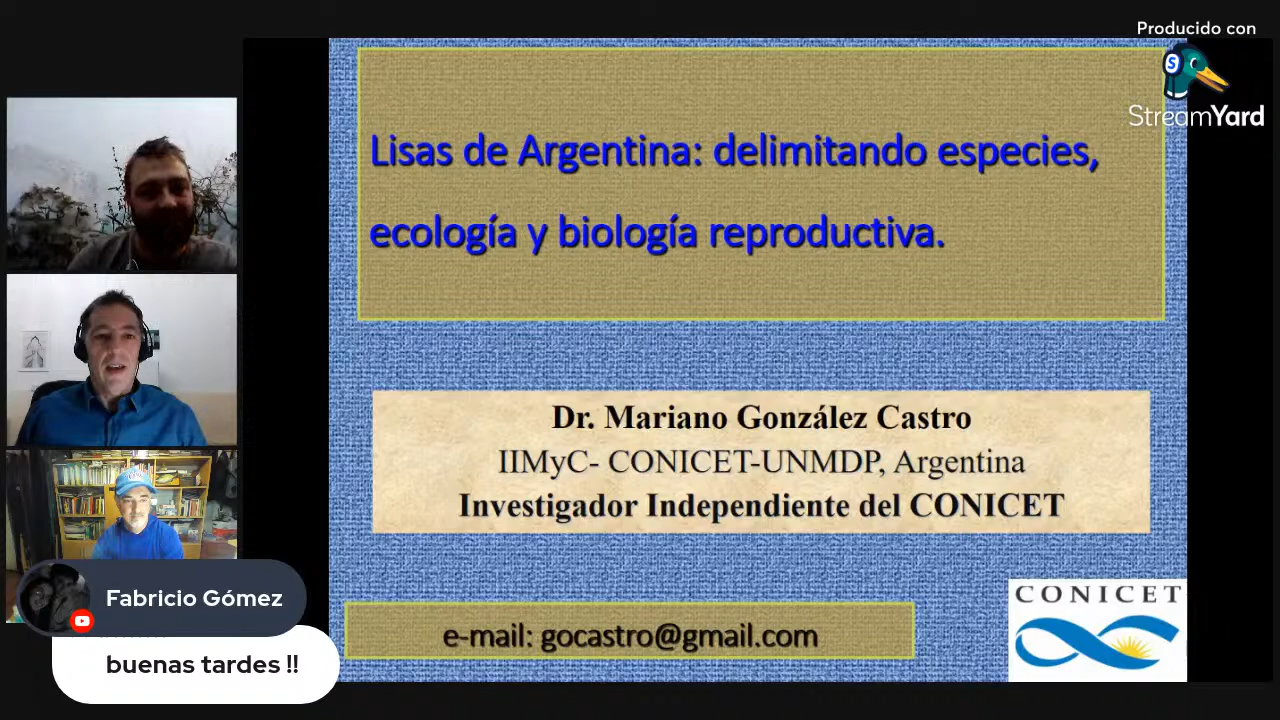 Producido con
StreamYard
Lisas de Argentina: delimitando especies,
ecología y biología reproductiva.
Dr. Mariano González Castro
IIMyC- CONICET-UNMDP, Argentina
Investigador Independiente del CONICET
CONICET
e-mail: gocastro@gmail.com
Fabricio Gómez
buenas tardes !!